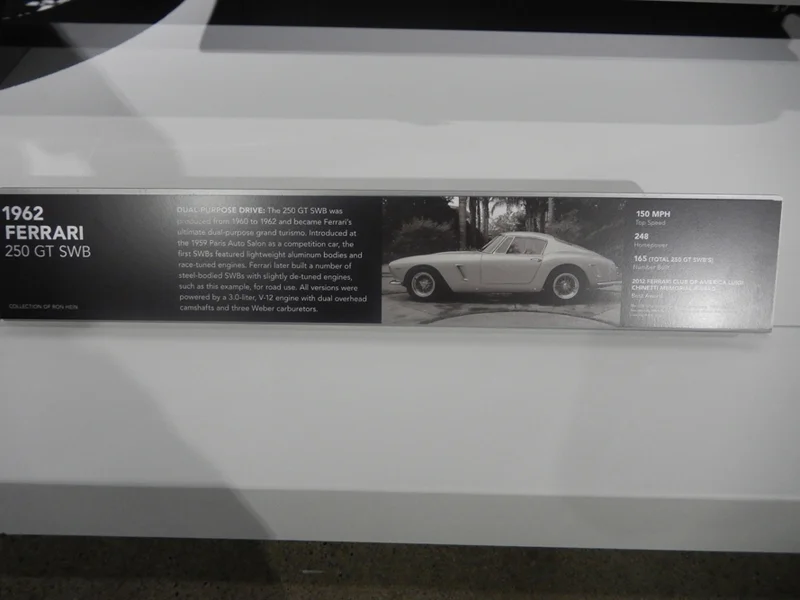 1962
FERRARI
250 GT SWB
COLLECTION OF RON HEIN
DUAL-PURPOSE DRIVE: The 250 GT SWB was
produced from 1960 to 1962 and became Ferrari's
ultimate dual-purpose grand turismo. Introduced at
the 1959 Paris Auto Salon as a competition car, the
first SWBs featured lightweight aluminum bodies and
race-tuned engines. Ferrari later built a number of
steel-bodied SWBs with slightly de-tuned engines,
such as this example, for road use. All versions were
powered by a 3.0-liter, V-12 engine with dual overhead
camshafts and three Weber carburetors.
150 MPH
Top Speed
248
Horsepower
165 (TOTAL 250 GT SWB'S)
Number Built
2012 FERRARI CLUB OF AMERICA LUIGI
CHINETTI MEMORIAL AWARD